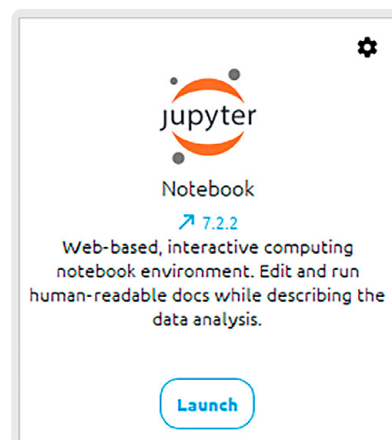 jupyter
Notebook
7.2.2
Web-based, interactive computing
notebook environment. Edit and run
human-readable docs while describing the
data analysis.
Launch